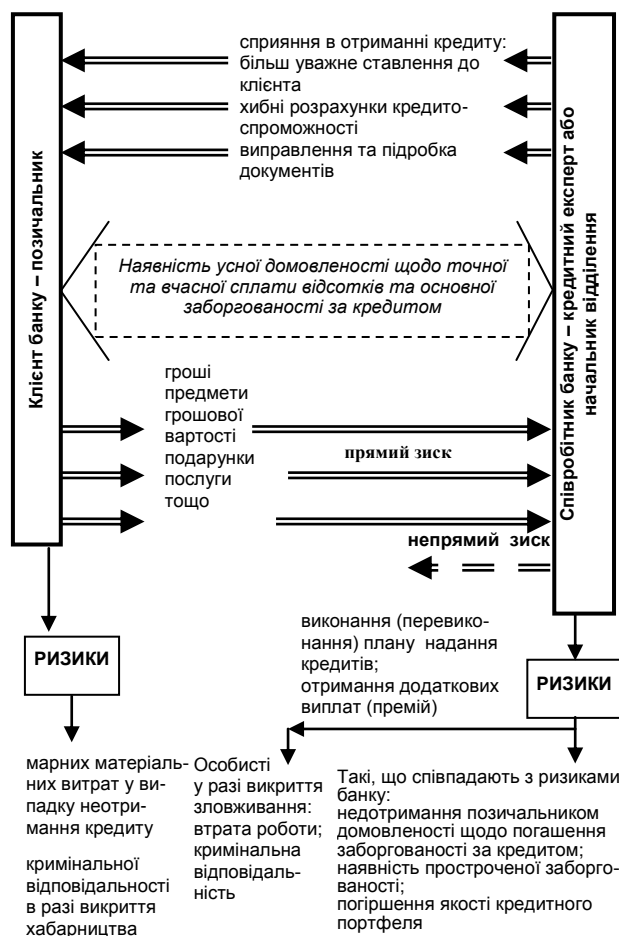 Клієнт банку – позичальник
сприяння в отриманні кредиту:
більш уважне ставлення до
клієнта
хибні розрахунки кредито-
спроможності
виправлення та підробка
документів
Співробітник банку – кредитний експерт або
начальник відділення
Наявність усної домовленості щодо точної
та вчасної сплати відсотків та основної
заборгованості за кредитом
гроші
предмети
грошової
вартості
подарунки
послуги
тощо
прямий зиск
непрямий зиск
виконання (перевико-
нання) плану надання
кредитів;
отримання додаткових
виплат (премій)
РИЗИКИ
РИЗИКИ
марних матеріаль-
них витрат у ви-
падку неотри-
мання кредиту
кримінальної
відповідальності
в разі викриття
хабарництва
Особисті
у разі викриття
зловживання:
втрата роботи;
кримінальна
відповідаль-
ність
Такі, що співпадають з ризиками
банку:
недотримання позичальником
домовленості щодо погашення
заборгованості за кредитом;
наявність простроченої заборго-
ваності;
погіршення якості кредитного
портфеля